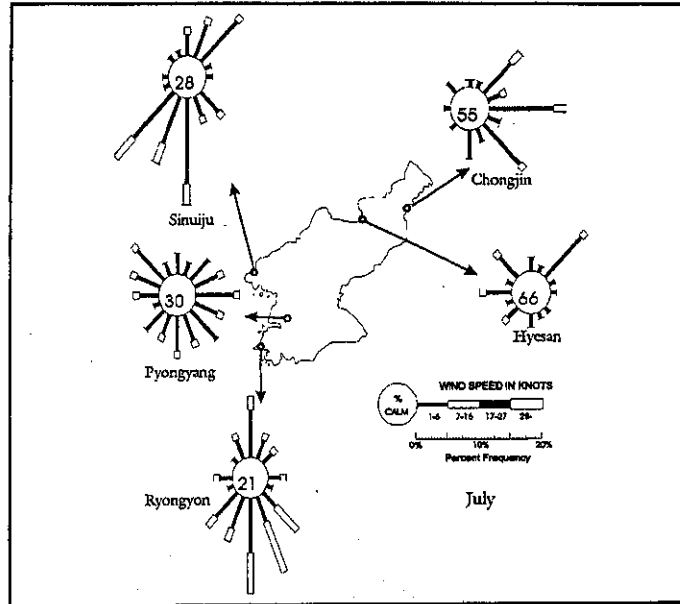 28
55
Chongjin
Sinuiju
30
66
Hyesan
Pyongyang
WIND SPEED IN KNOTS
% CALM
1-6 7-16 17-27 28-
0% 10% 20%
Percent Frequency
21
Ryongyon
July